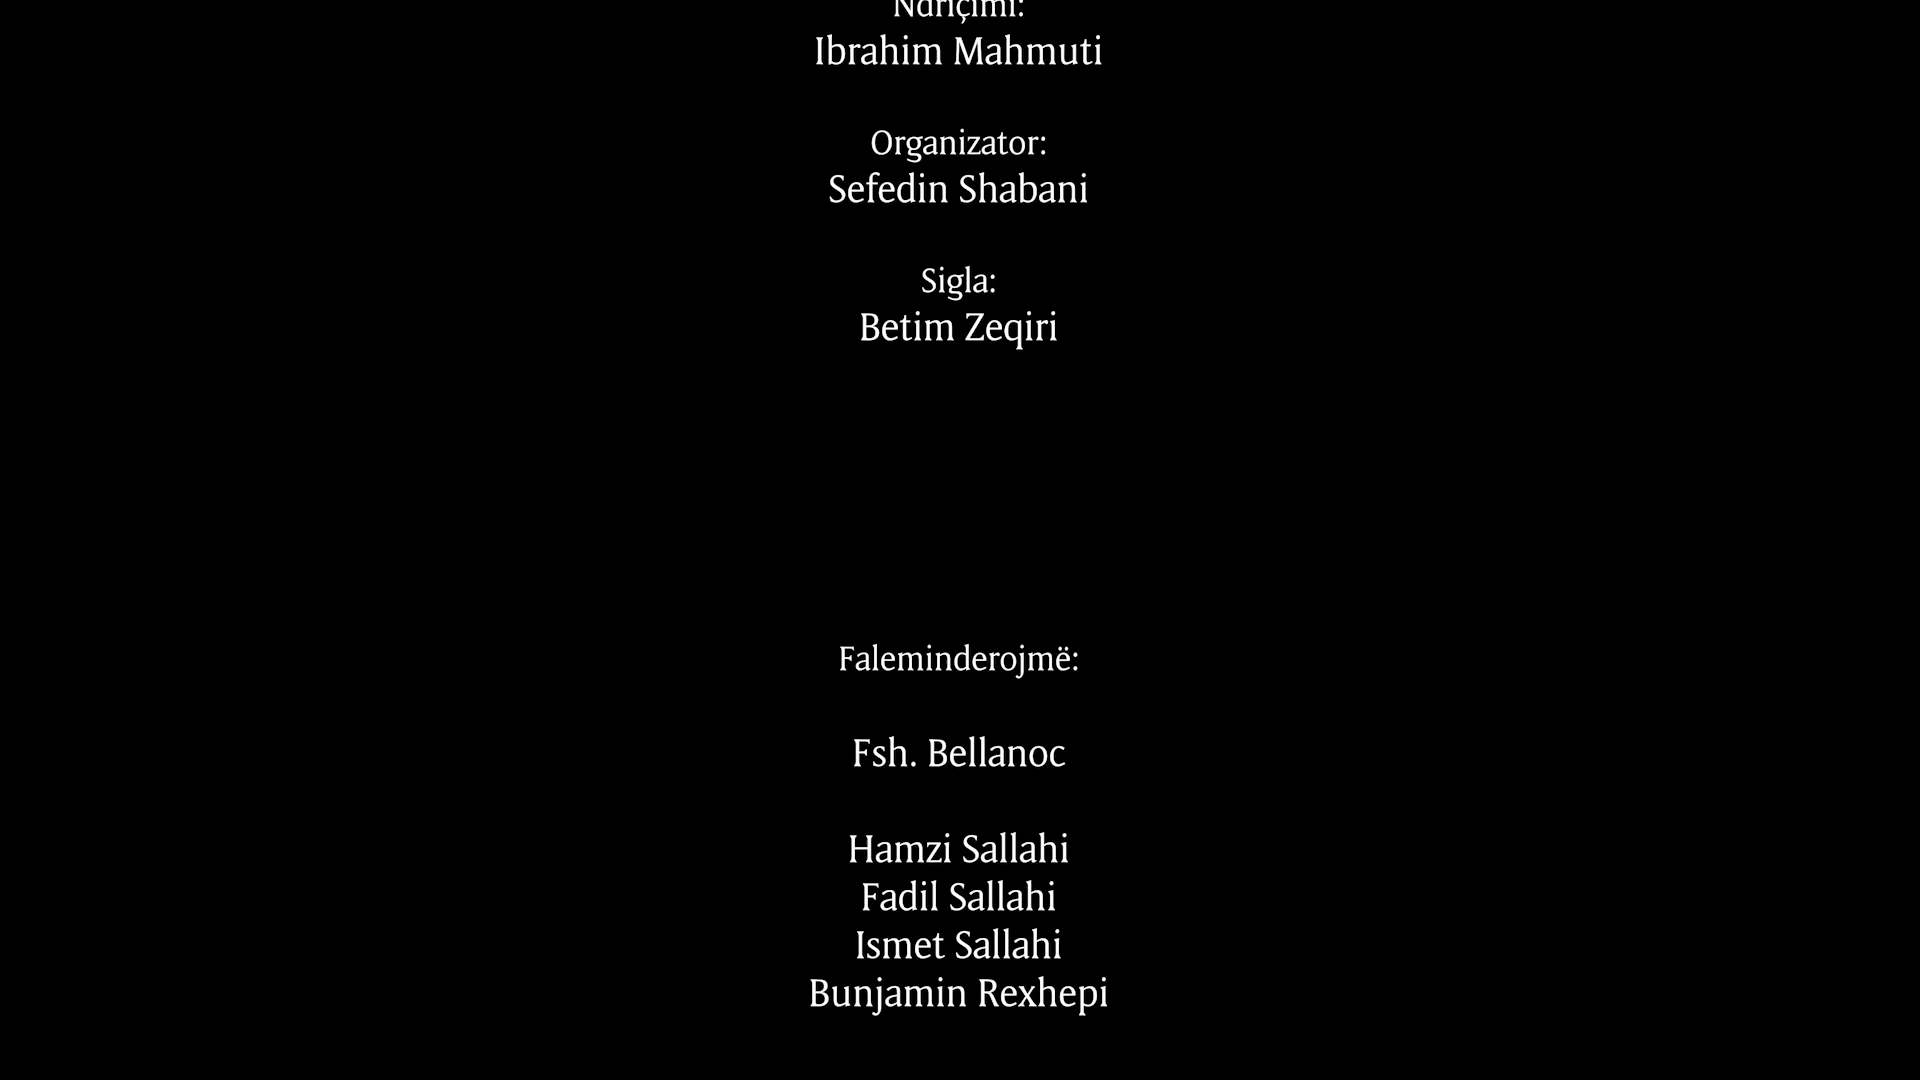 Ndriçimi:
Ibrahim Mahmuti
Organizator:
Sefedin Shabani
Sigla:
Betim Zeqiri
Faleminderojmë:
Fsh. Bellanoc
Hamzi Sallahi
Fadil Sallahi
Ismet Sallahi
Bunjamin Rexhepi